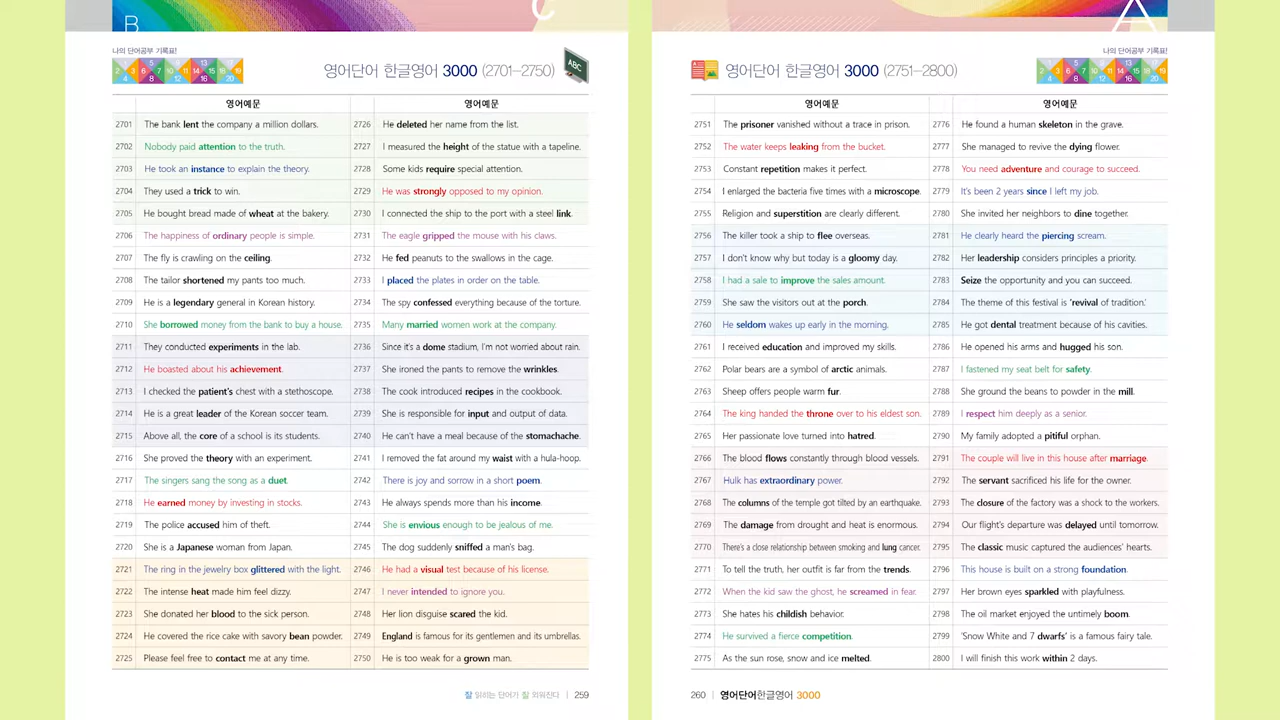 B
C
나의 단어공부 기록표!
영어단어 한글영어 3000 (2701–2750)
ABC
영어예문
2701 The bank lent the company a million dollars.
2702 Nobody paid attention to the truth.
2703 He took an instance to explain the theory.
2704 They used a trick to win.
2705 He bought bread made of wheat at the bakery.
2706 The happiness of ordinary people is simple.
2707 The fly is crawling on the ceiling.
2708 The tailor shortened my pants too much.
2709 He is a legendary general in Korean history.
2710 She borrowed money from the bank to buy a house.
2711 They conducted experiments in the lab.
2712 He boasted about his achievement.
2713 I checked the patient's chest with a stethoscope.
2714 He is a great leader of the Korean soccer team.
2715 Above all, the core of a school is its students.
2716 She proved the theory with an experiment.
2717 The singers sang the song as a duet.
2718 He earned money by investing in stocks.
2719 The police accused him of theft.
2720 She is a Japanese woman from Japan.
2721 The ring in the jewelry box glittered with the light.
2722 The intense heat made him feel dizzy.
2723 She donated her blood to the sick person.
2724 He covered the rice cake with savory bean powder.
2725 Please feel free to contact me at any time.
영어예문
2726 He deleted her name from the list.
2727 I measured the height of the statue with a tapeline.
2728 Some kids require special attention.
2729 He was strongly opposed to my opinion.
2730 I connected the ship to the port with a steel link.
2731 The eagle gripped the mouse with his claws.
2732 He fed peanuts to the swallows in the cage.
2733 I placed the plates in order on the table.
2734 The spy confessed everything because of the torture.
2735 Many married women work at the company.
2736 Since it's a dome stadium, I'm not worried about rain.
2737 She ironed the pants to remove the wrinkles.
2738 The cook introduced recipes in the cookbook.
2739 She is responsible for input and output of data.
2740 He can't have a meal because of the stomachache.
2741 I removed the fat around my waist with a hula-hoop.
2742 There is joy and sorrow in a short poem.
2743 He always spends more than his income.
2744 She is envious enough to be jealous of me.
2745 The dog suddenly sniffed a man's bag.
2746 He had a visual test because of his license.
2747 I never intended to ignore you.
2748 Her lion disguise scared the kid.
2749 England is famous for its gentlemen and its umbrellas.
2750 He is too weak for a grown man.
잘 읽히는 단어가 잘 외워진다 | 259
A
나의 단어공부 기록표!
영어단어 한글영어 3000 (2751–2800)
영어예문
2751 The prisoner vanished without a trace in prison.
2752 The water keeps leaking from the bucket.
2753 Constant repetition makes it perfect.
2754 I enlarged the bacteria five times with a microscope.
2755 Religion and superstition are clearly different.
2756 The killer took a ship to flee overseas.
2757 I don't know why but today is a gloomy day.
2758 I had a sale to improve the sales amount.
2759 She saw the visitors out at the porch.
2760 He seldom wakes up early in the morning.
2761 I received education and improved my skills.
2762 Polar bears are a symbol of arctic animals.
2763 Sheep offers people warm fur.
2764 The king handed the throne over to his eldest son.
2765 Her passionate love turned into hatred.
2766 The blood flows constantly through blood vessels.
2767 Hulk has extraordinary power.
2768 The columns of the temple got tilted by an earthquake.
2769 The damage from drought and heat is enormous.
2770 There's a close relationship between smoking and lung cancer.
2771 To tell the truth, her outfit is far from the trends.
2772 When the kid saw the ghost, he screamed in fear.
2773 She hates his childish behavior.
2774 He survived a fierce competition.
2775 As the sun rose, snow and ice melted.
영어예문
2776 He found a human skeleton in the grave.
2777 She managed to revive the dying flower.
2778 You need adventure and courage to succeed.
2779 It's been 2 years since I left my job.
2780 She invited her neighbors to dine together.
2781 He clearly heard the piercing scream.
2782 Her leadership considers principles a priority.
2783 Seize the opportunity and you can succeed.
2784 The theme of this festival is 'revival of tradition.'
2785 He got dental treatment because of his cavities.
2786 He opened his arms and hugged his son.
2787 I fastened my seat belt for safety.
2788 She ground the beans to powder in the mill.
2789 I respect him deeply as a senior.
2790 My family adopted a pitiful orphan.
2791 The couple will live in this house after marriage.
2792 The servant sacrificed his life for the owner.
2793 The closure of the factory was a shock to the workers.
2794 Our flight's departure was delayed until tomorrow.
2795 The classic music captured the audiences' hearts.
2796 This house is built on a strong foundation.
2797 Her brown eyes sparkled with playfulness.
2798 The oil market enjoyed the untimely boom.
2799 'Snow White and 7 dwarfs' is a famous fairy tale.
2800 I will finish this work within 2 days.
260 | 영어단어한글영어 3000